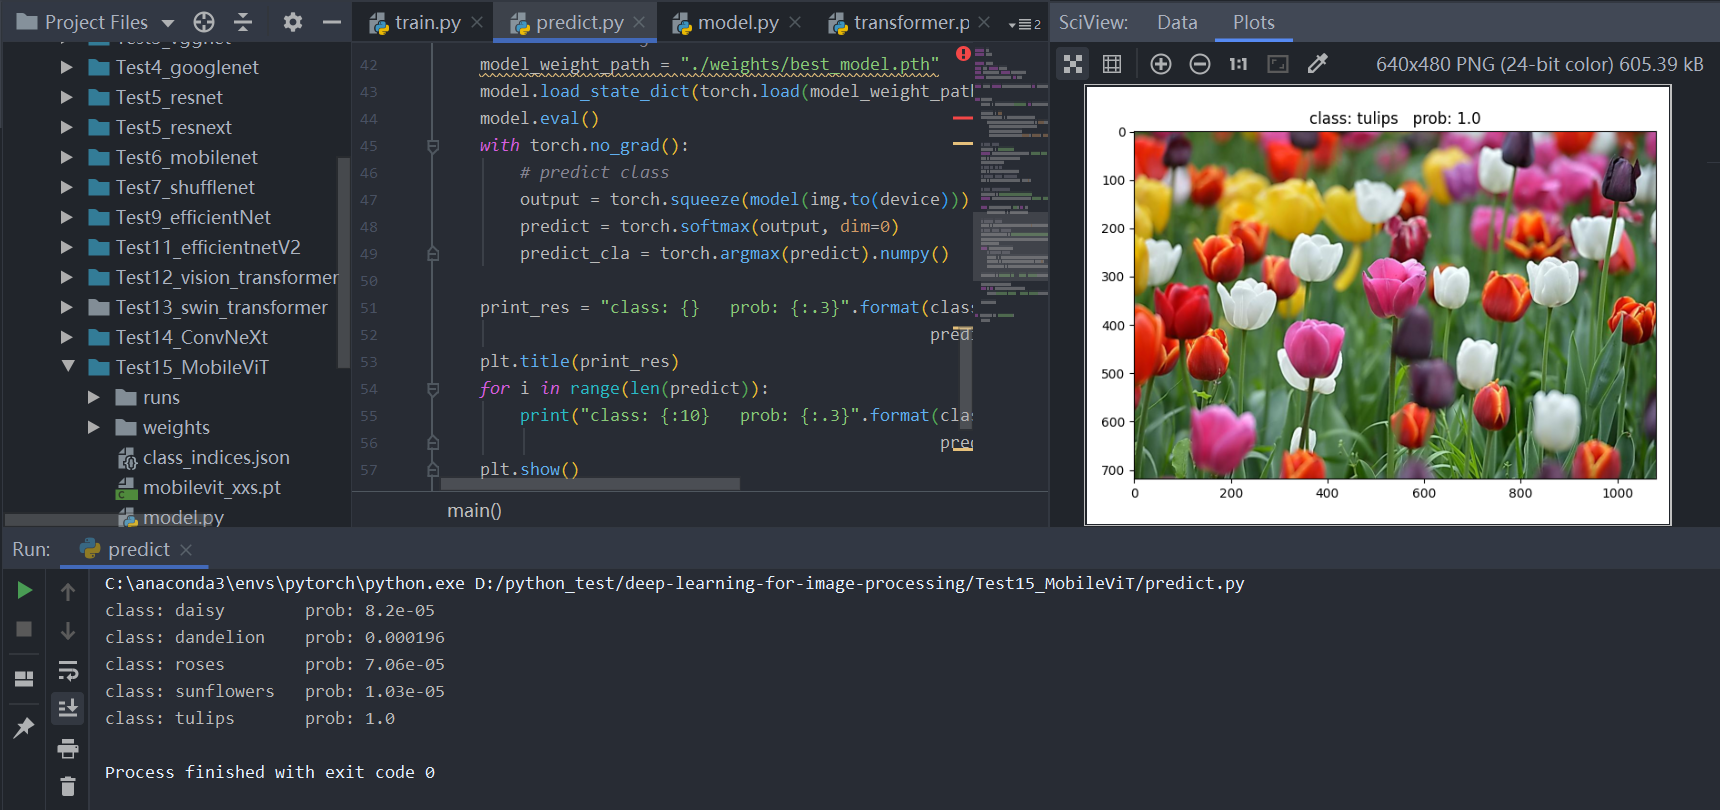 Project Files
train.py
predict.py
model.py
transformer.p
2
SciView:
Data
Plots
Test4_googlenet
Test5_resnet
Test5_resnext
Test6_mobilenet
Test7_shufflenet
Test9_efficientNet
Test11_efficientnetV2
Test12_vision_transformer
Test13_swin_transformer
Test14_ConvNeXt
Test15_MobileViT
runs
weights
class_indices.json
mobilevit_xxs.pt
model.py
42 model_weight_path = "./weights/best_model.pth"
43 model.load_state_dict(torch.load(model_weight_path
44 model.eval()
45 with torch.no_grad():
46 # predict class
47 output = torch.squeeze(model(img.to(device)))
48 predict = torch.softmax(output, dim=0)
49 predict_cla = torch.argmax(predict).numpy()
50
51 print_res = "class: {}   prob: {:.3}".format(clas
52 pred
53 plt.title(print_res)
54 for i in range(len(predict)):
55 print("class: {:10}   prob: {:.3}".format(cla
56 pred
57 plt.show()
main()
1:1
640x480 PNG (24-bit color) 605.39 kB
class: tulips   prob: 1.0
0
100
200
300
400
500
600
700
0 200 400 600 800 1000
Run:
predict
C:\anaconda3\envs\pytorch\python.exe D:/python_test/deep-learning-for-image-processing/Test15_MobileViT/predict.py
class: daisy        prob: 8.2e-05
class: dandelion    prob: 0.000196
class: roses        prob: 7.06e-05
class: sunflowers   prob: 1.03e-05
class: tulips       prob: 1.0
Process finished with exit code 0